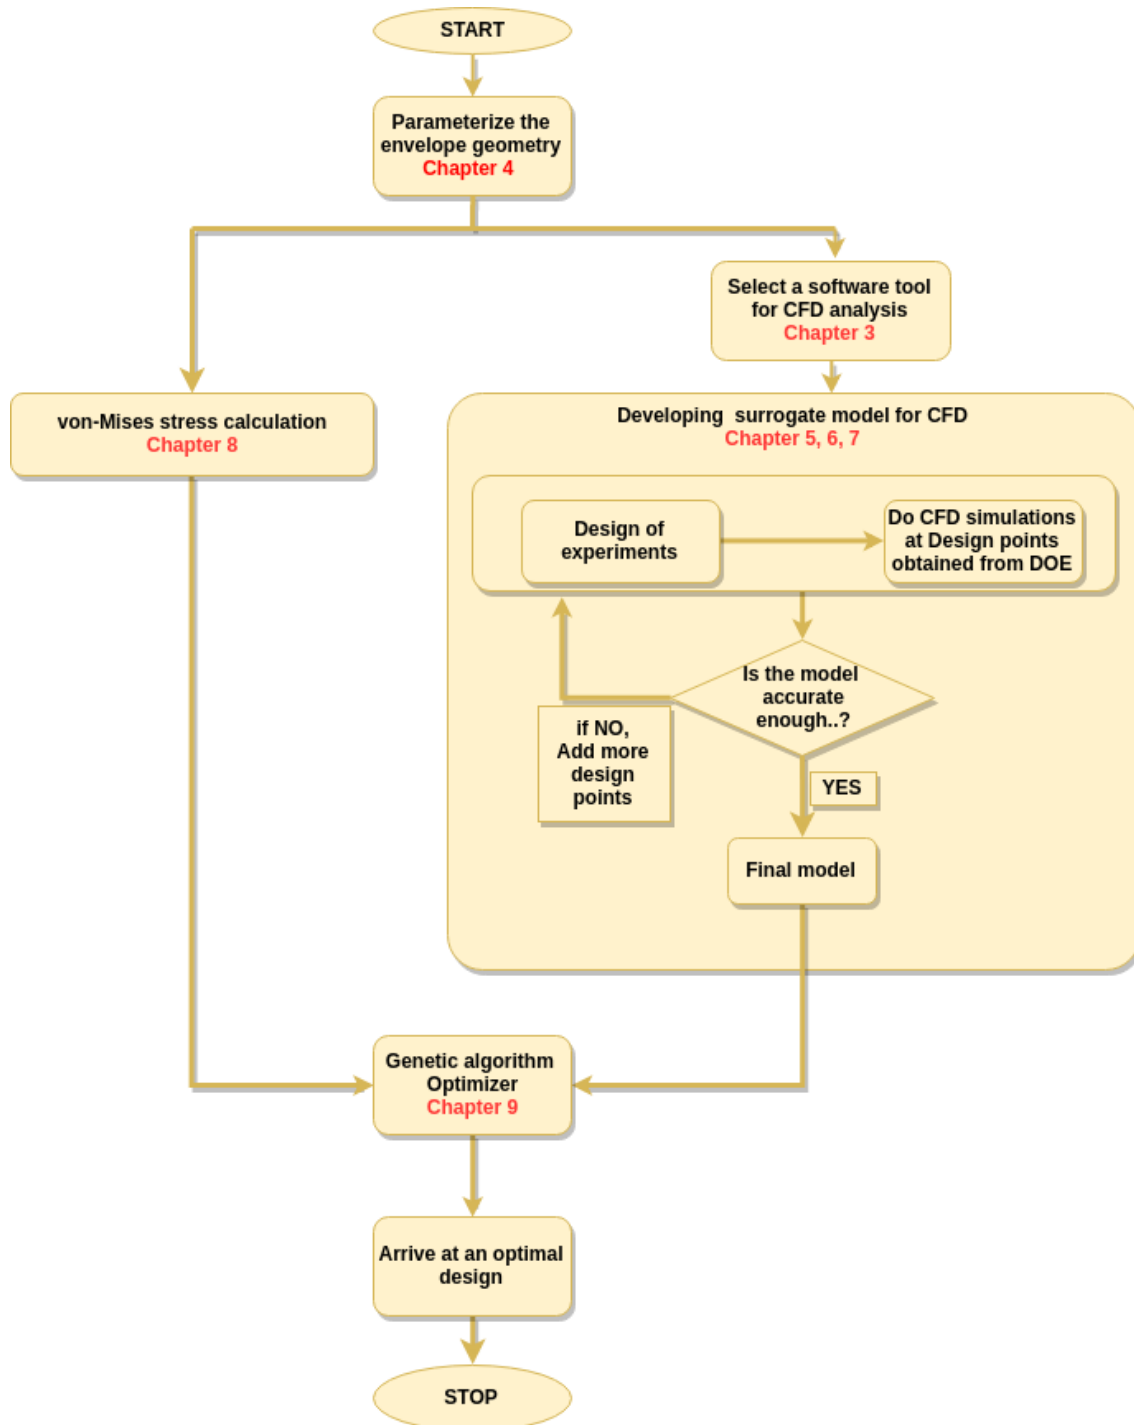 START
Parameterize the
envelope geometry
Chapter 4
Select a software tool
for CFD analysis
Chapter 3
von-Mises stress calculation
Chapter 8
Developing surrogate model for CFD
Chapter 5, 6, 7
Design of
experiments
Do CFD simulations
at Design points
obtained from DOE
Is the model
accurate
enough..?
if NO,
Add more
design
points
YES
Final model
Genetic algorithm
Optimizer
Chapter 9
Arrive at an optimal
design
STOP